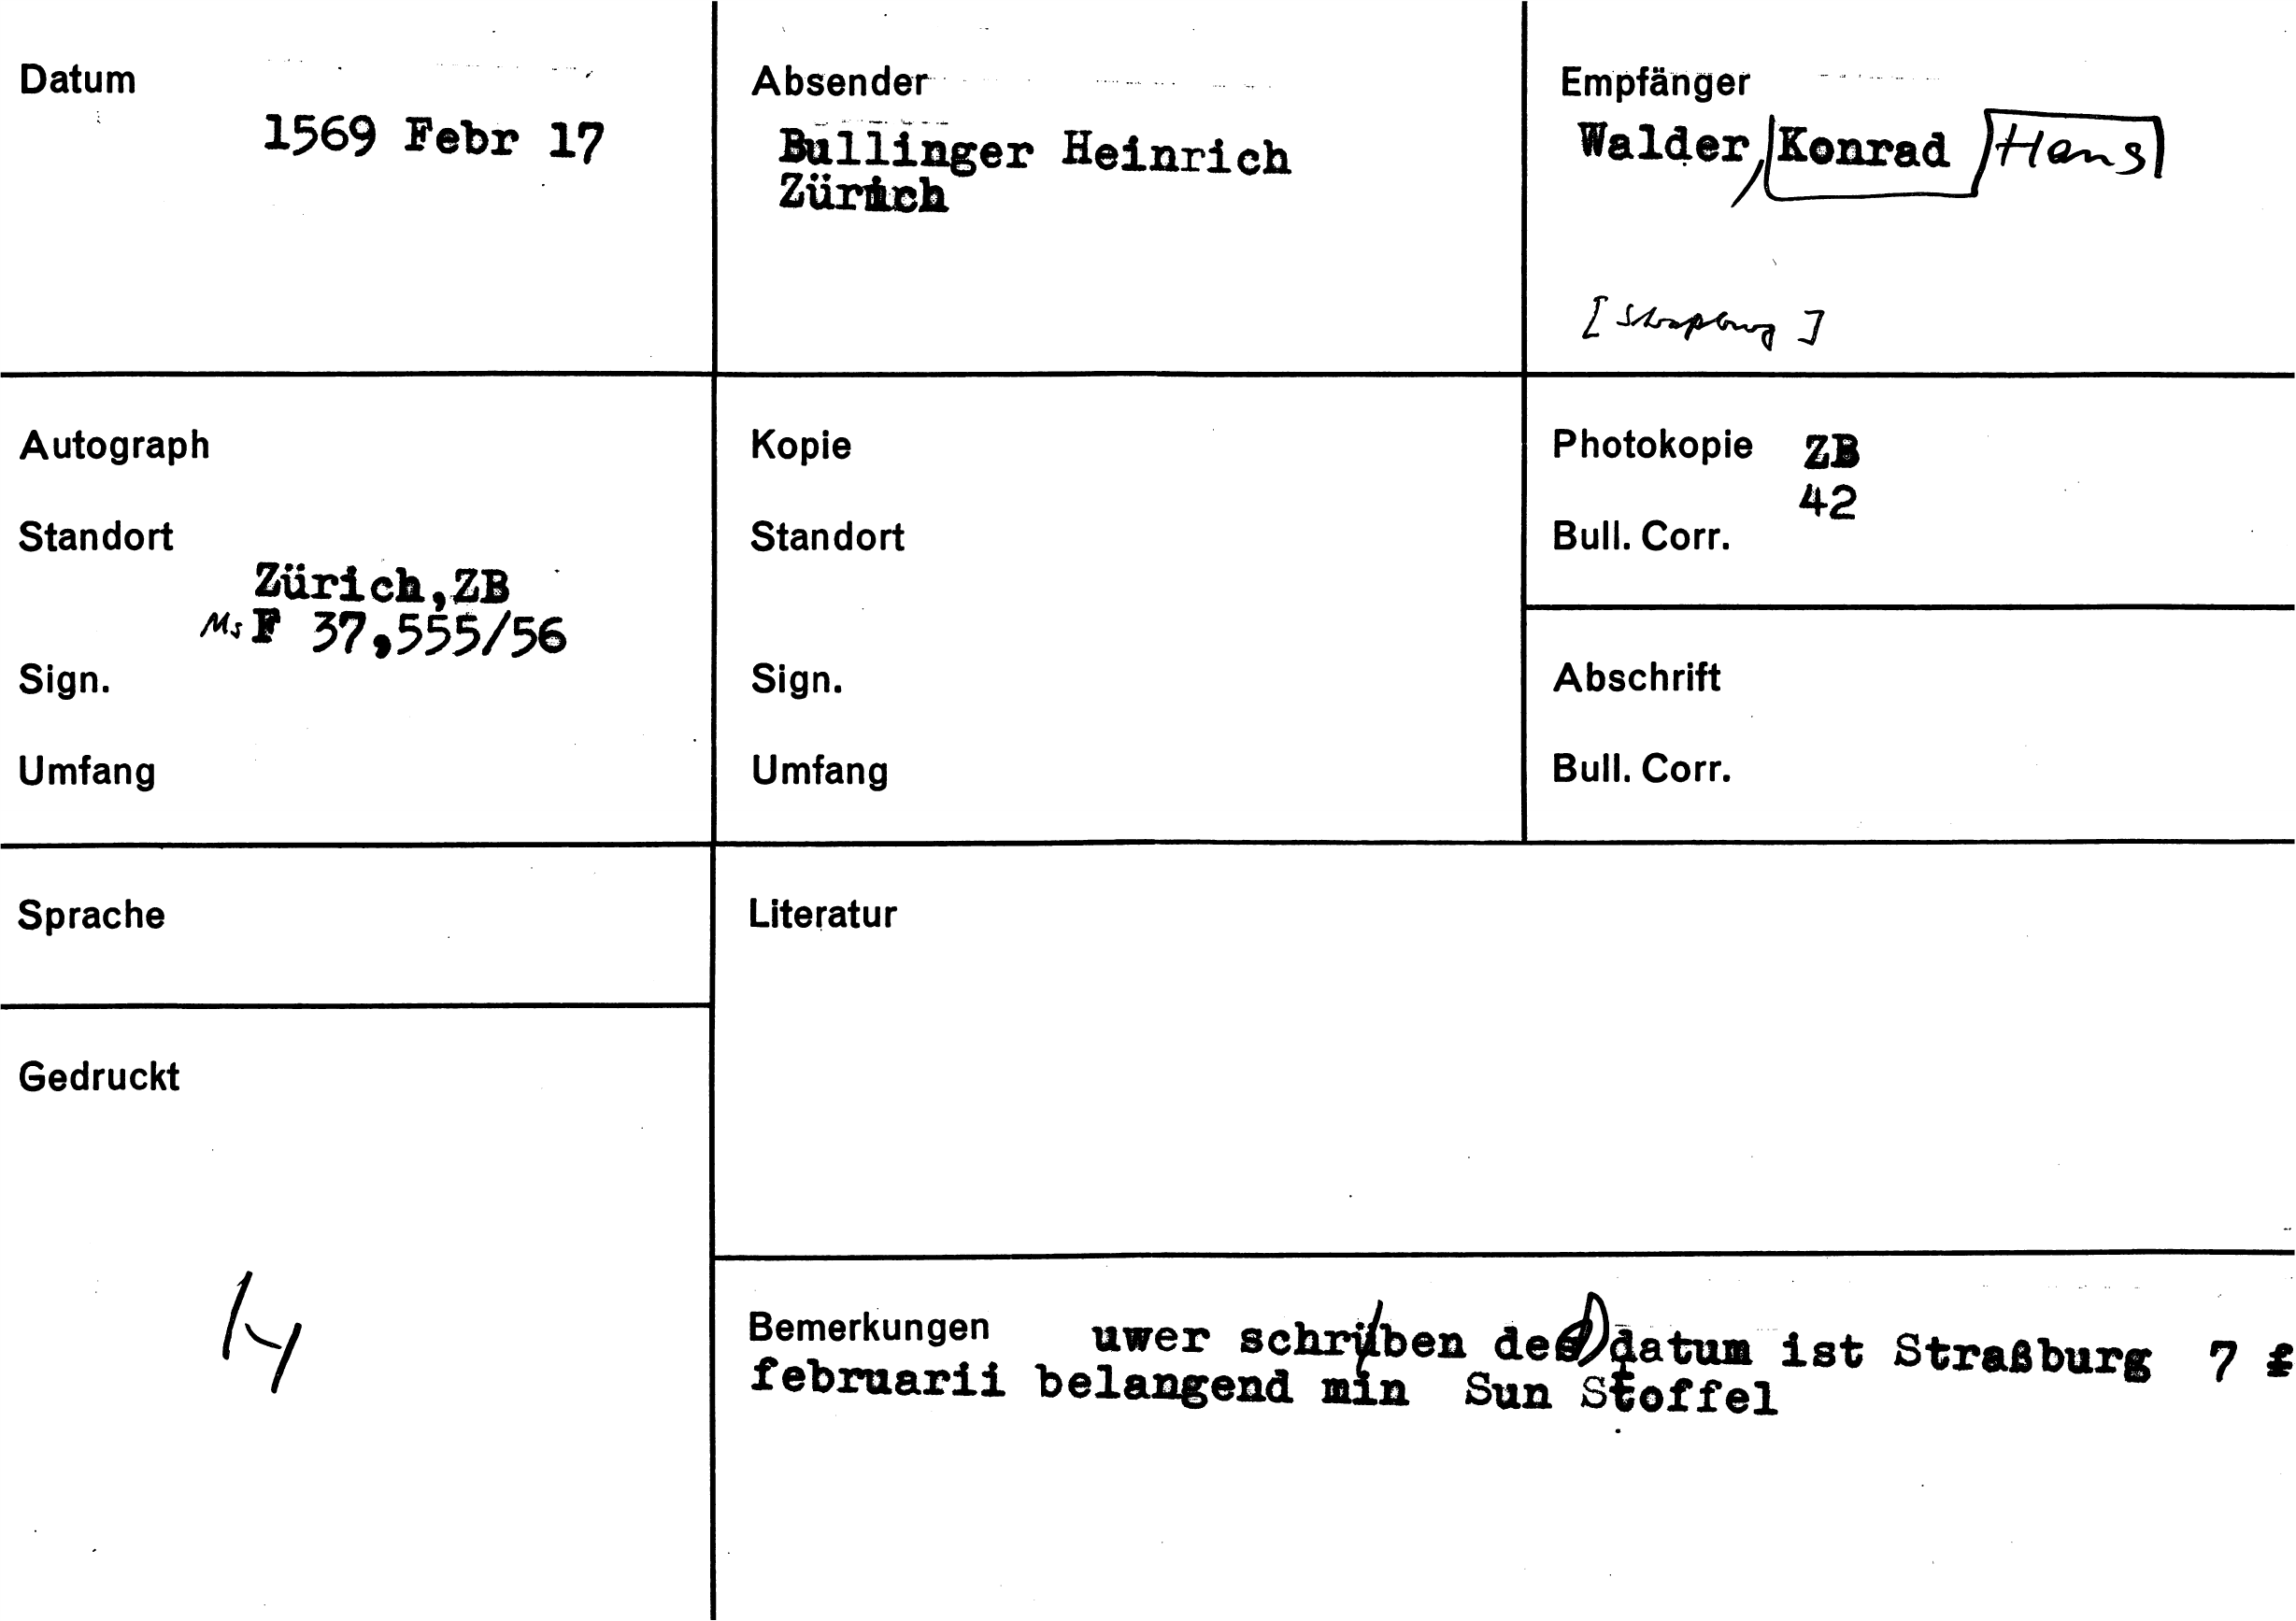 Datum
1569 Febr 17
Absender
Bullinger Heinrich
Zürich
Empfänger
Walder, Konrad Hans
[Straßburg]
Autograph
Standort
Zürich,ZB
Ms F 37,555/56
Sign.
Umfang
Kopie
Standort
Sign.
Umfang
Photokopie ZB
42
Bull. Corr.
Abschrift
Bull. Corr.
Sprache
Gedruckt
Literatur
Bemerkungen uwer schriben des datum ist Straßburg 7 f
februarii belangend min Sun Stoffel